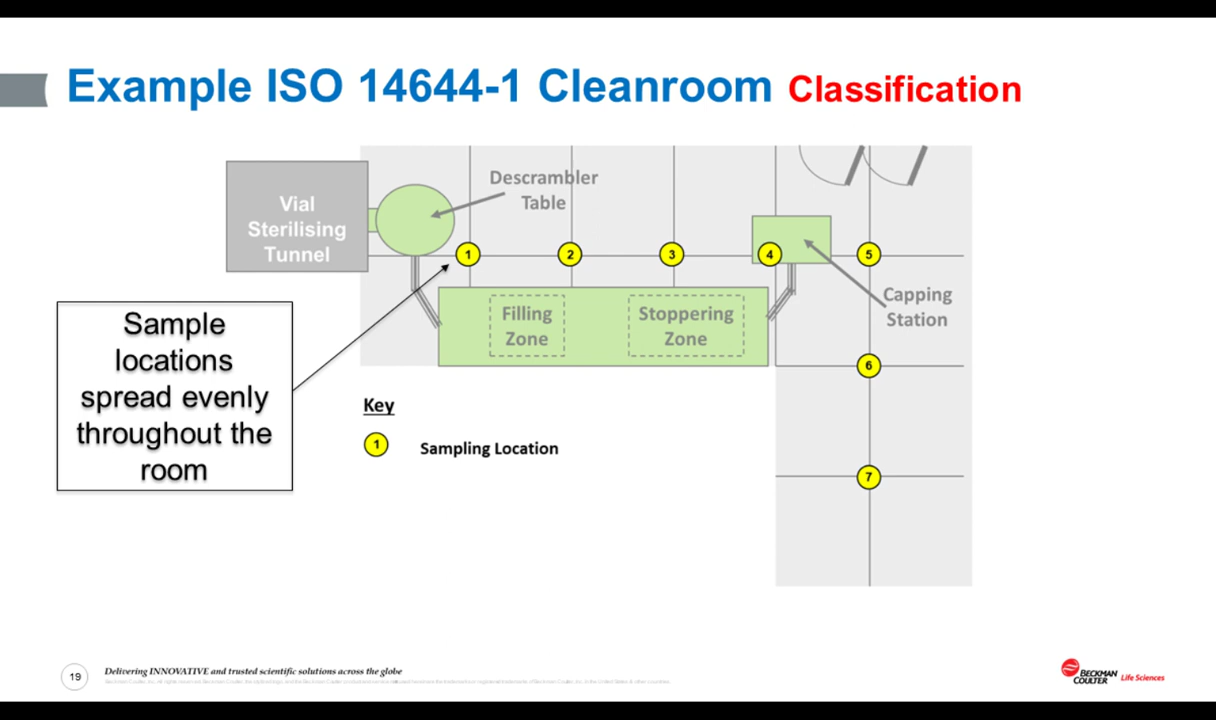 Example ISO 14644-1 Cleanroom Classification
Vial
Sterilising
Tunnel
Descrambler
Table
1
2
3
4
5
Capping
Station
Filling
Zone
Stoppering
Zone
6
7
Sample
locations
spread evenly
throughout the
room
Key
1 Sampling Location
19
Delivering INNOVATIVE and trusted scientific solutions across the globe
BECKMAN
COULTER Life Sciences